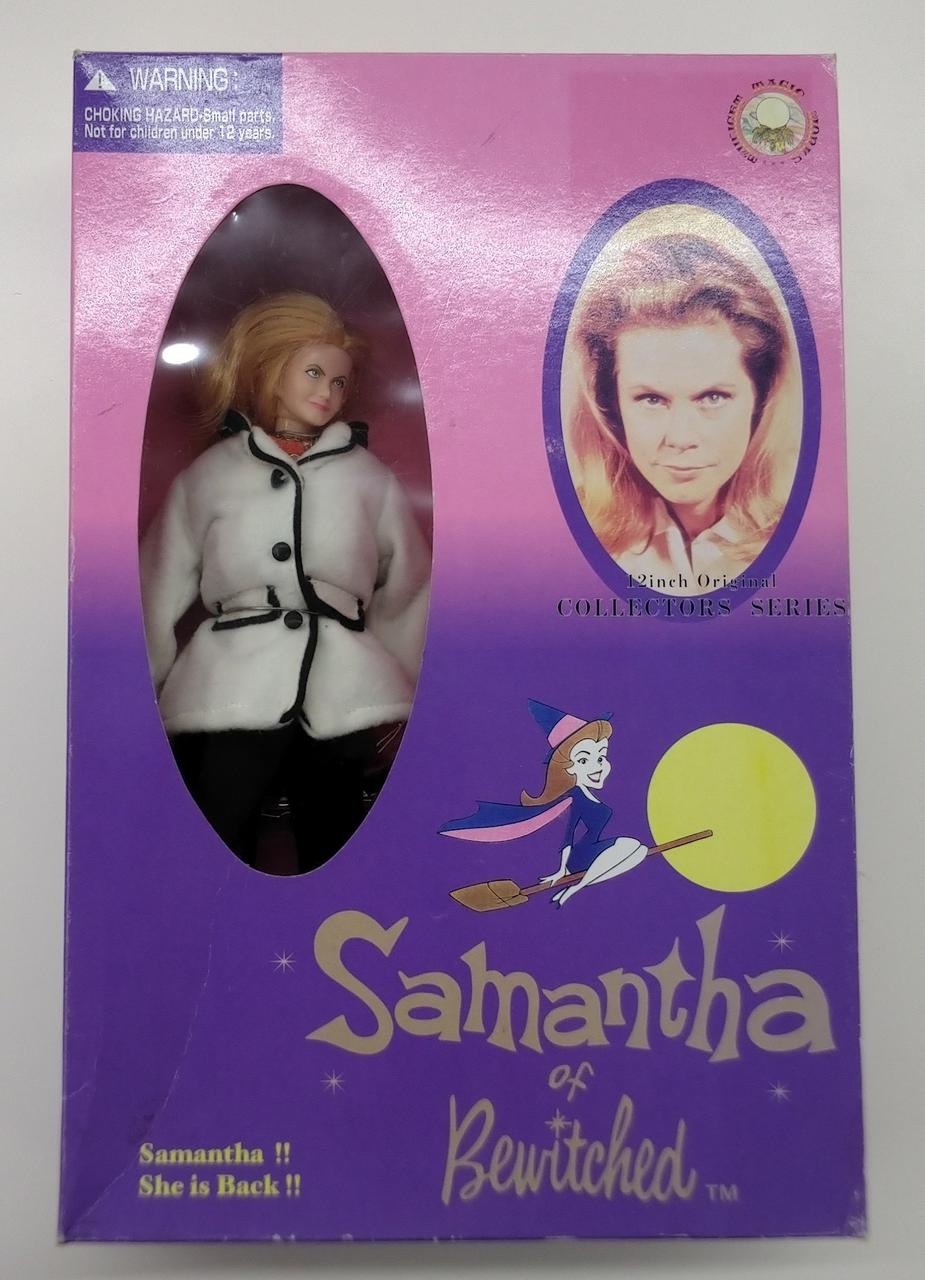 WARNING:
CHOKING HAZARD-Small parts.
Not for children under 12 years.
MAGIC
12inch Original
COLLECTORS SERIES
Samantha
of
Bewitched TM
Samantha !!
She is Back !!